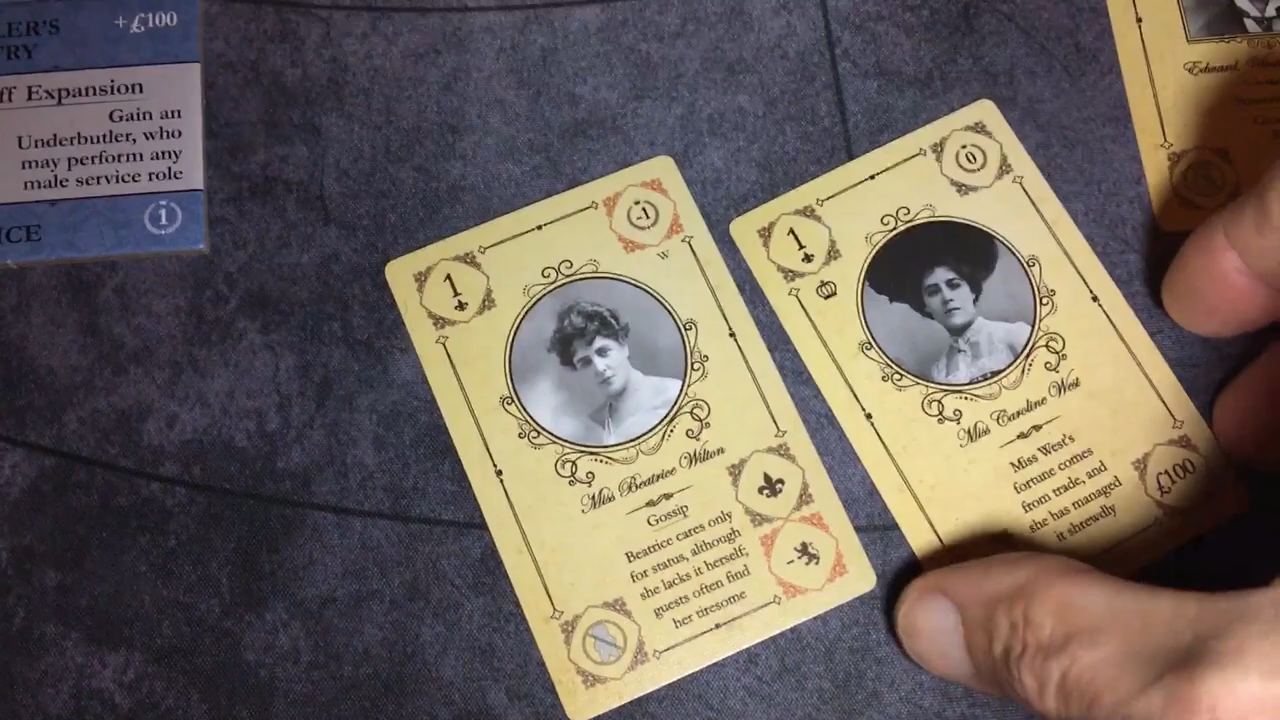 +£100
Expansion
Gain an
Underbutler, who
may perform any
male service role
1
1
-1
W
Miss Beatrice Wilton
Gossip
Beatrice cares only
for status, although
she lacks it herself;
guests often find
her tiresome
-
1
0
Miss Caroline West
Miss West's
fortune comes
from trade, and
she has managed
it shrewdly
£100
Edward,